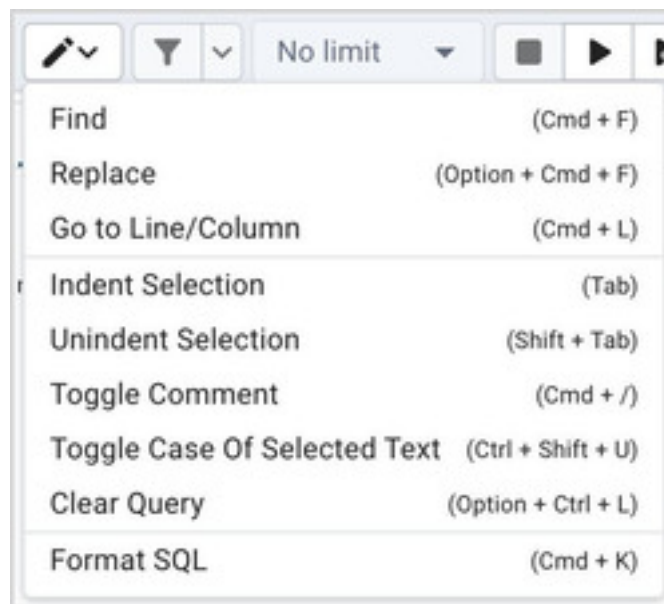 No limit
Find (Cmd + F)
Replace (Option + Cmd + F)
Go to Line/Column (Cmd + L)
Indent Selection (Tab)
Unindent Selection (Shift + Tab)
Toggle Comment (Cmd + /)
Toggle Case Of Selected Text (Ctrl + Shift + U)
Clear Query (Option + Ctrl + L)
Format SQL (Cmd + K)